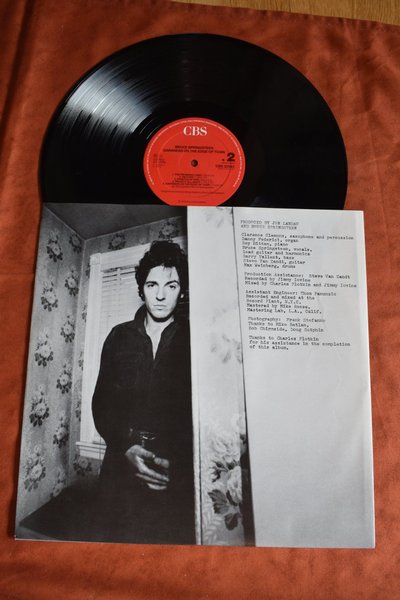 CBS
BRUCE SPRINGSTEEN
DARKNESS ON THE EDGE OF TOWN
2
PRODUCED BY JON LANDAU
AND BRUCE SPRINGSTEEN
Clarence Clemons, saxophone and percussion
Danny Federici, organ
Roy Bittan, piano
Bruce Springsteen, vocals,
lead guitar and harmonica
Garry Tallent, bass
Steve Van Zandt, guitar
Max Weinberg, drums
Production Assistance: Steve Van Zandt
Recorded by Jimmy Iovine
Mixed by Charles Plotkin and Jimmy Iovine
Assistant Engineer: Thom Panunzio
Recorded and mixed at the
Record Plant, N.Y.C.
Mastered by Mike Reese,
Mastering Lab, L.A., Calif.
Photography: Frank Stefanko
Thanks to Mike Batlan,
Bob Chirmside, Doug Sutphin
Thanks to Charles Plotkin
for his assistance in the completion
of this album.